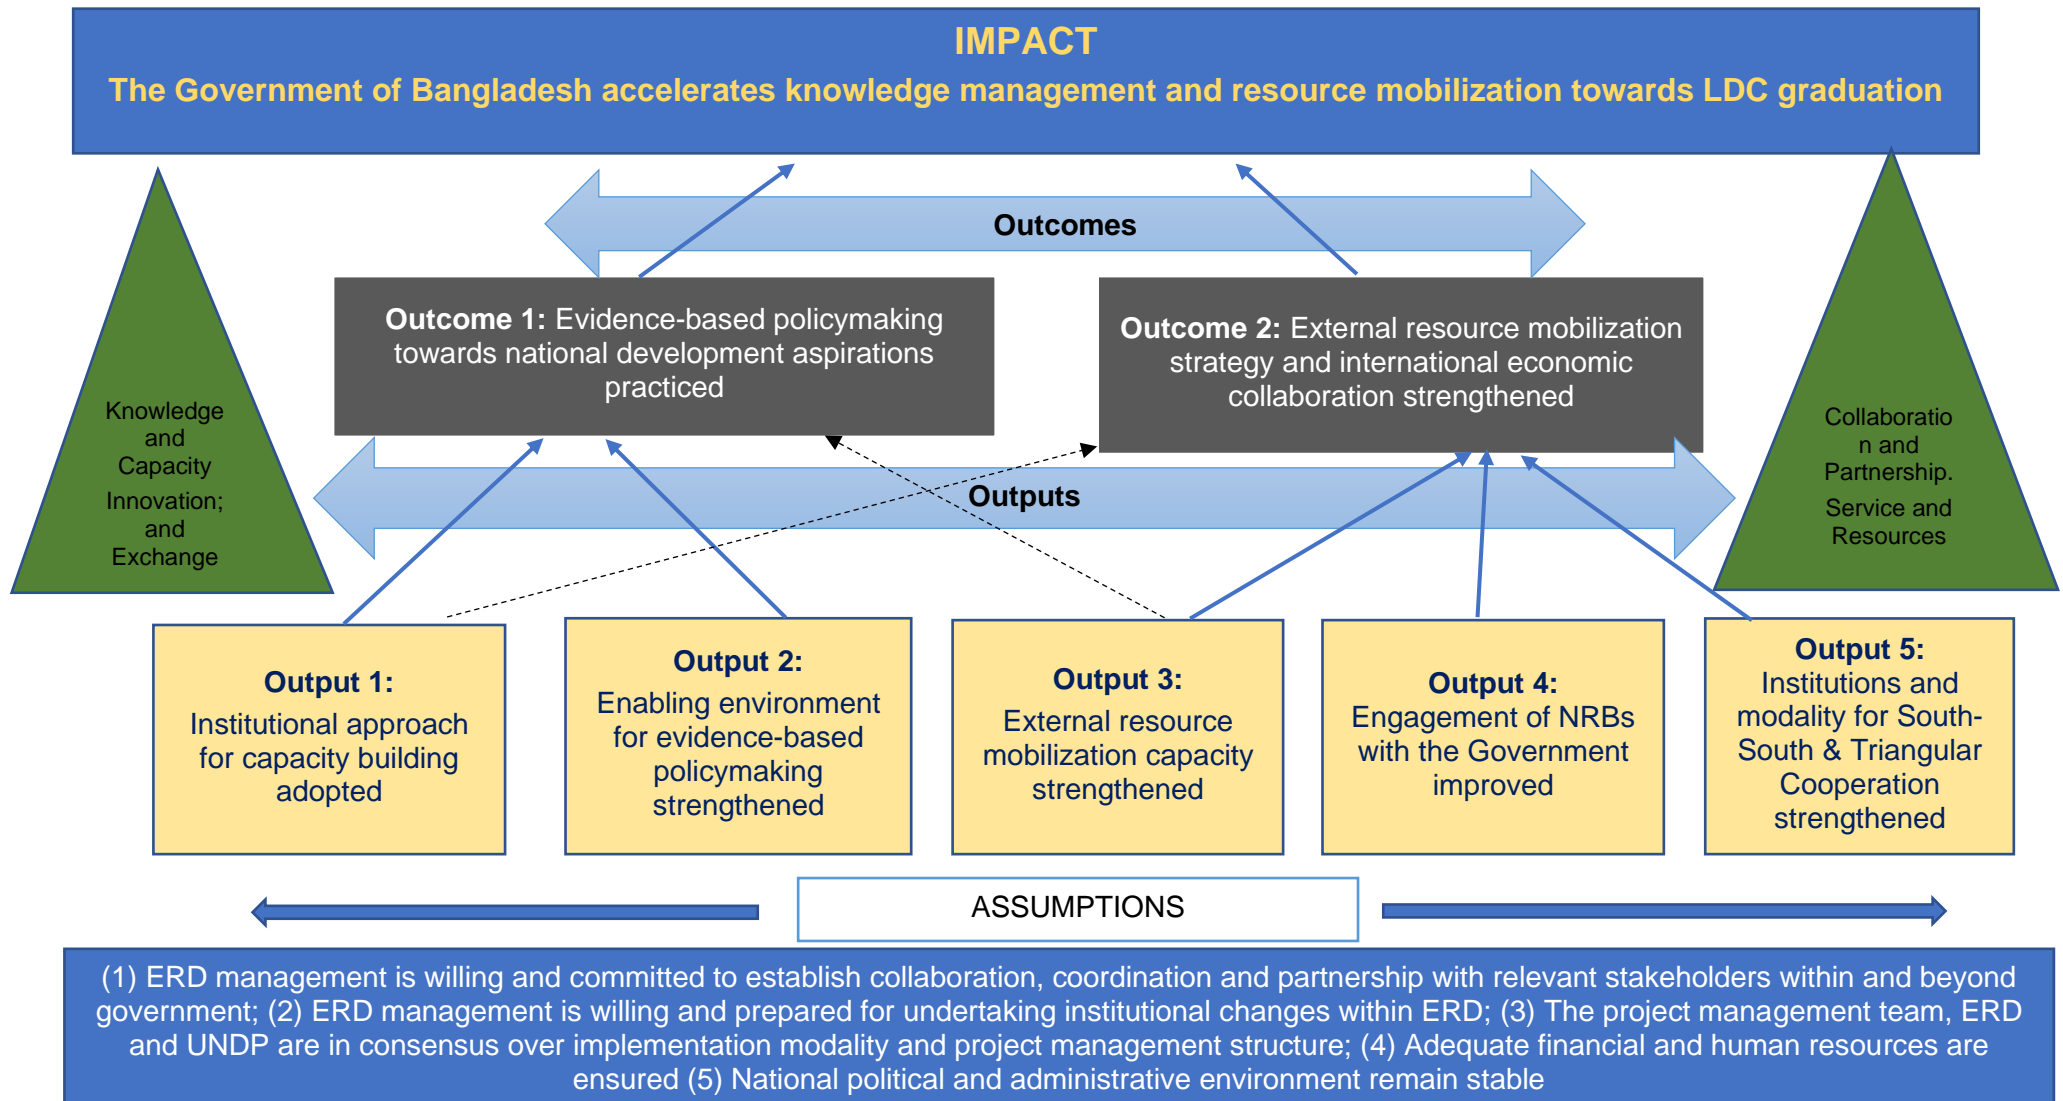 IMPACT
The Government of Bangladesh accelerates knowledge management and resource mobilization towards LDC graduation
Outcomes
Outcome 1: Evidence-based policymaking
towards national development aspirations
practiced
Outcome 2: External resource mobilization
strategy and international economic
collaboration strengthened
Knowledge
and
Capacity
Innovation;
and
Exchange
Collaboratio
n and
Partnership.
Service and
Resources
Outputs
Output 1:
Institutional approach
for capacity building
adopted
Output 2:
Enabling environment
for evidence-based
policymaking
strengthened
Output 3:
External resource
mobilization capacity
strengthened
Output 4:
Engagement of NRBs
with the Government
improved
Output 5:
Institutions and
modality for South-
South & Triangular
Cooperation
strengthened
ASSUMPTIONS
(1) ERD management is willing and committed to establish collaboration, coordination and partnership with relevant stakeholders within and beyond
government; (2) ERD management is willing and prepared for undertaking institutional changes within ERD; (3) The project management team, ERD
and UNDP are in consensus over implementation modality and project management structure; (4) Adequate financial and human resources are
ensured (5) National political and administrative environment remain stable